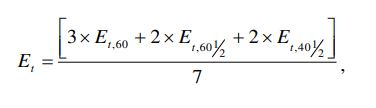 E_t = [3 × E_{t,60} + 2 × E_{t,60½} + 2 × E_{t,40½}] / 7 ,